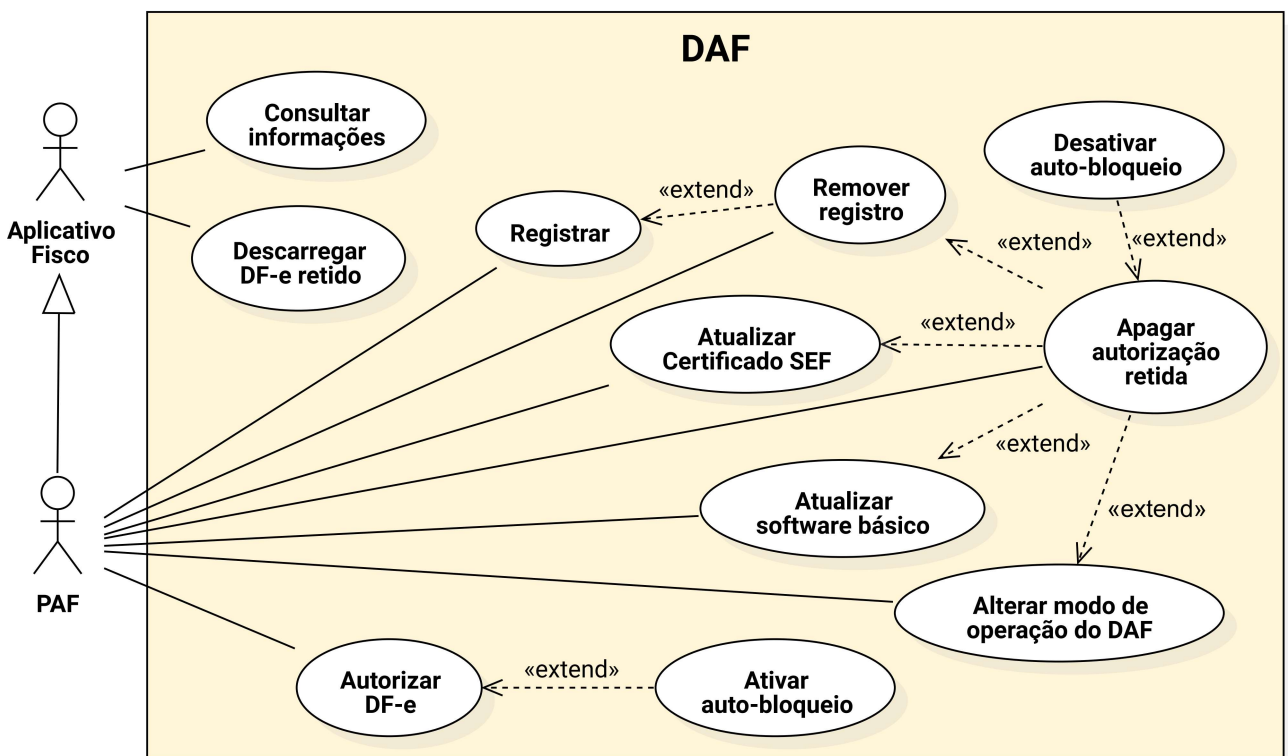 DAF
Consultar
informações
Desativar
auto-bloqueio
Remover
registro
«extend»
Registrar
Aplicativo
Fisco
Descarregar
DF-e retido
«extend»
«extend»
Atualizar
Certificado SEF
«extend»
Apagar
autorização
retida
«extend»
Atualizar
software básico
«extend»
PAF
Alterar modo de
operação do DAF
Autorizar
DF-e
«extend»
Ativar
auto-bloqueio